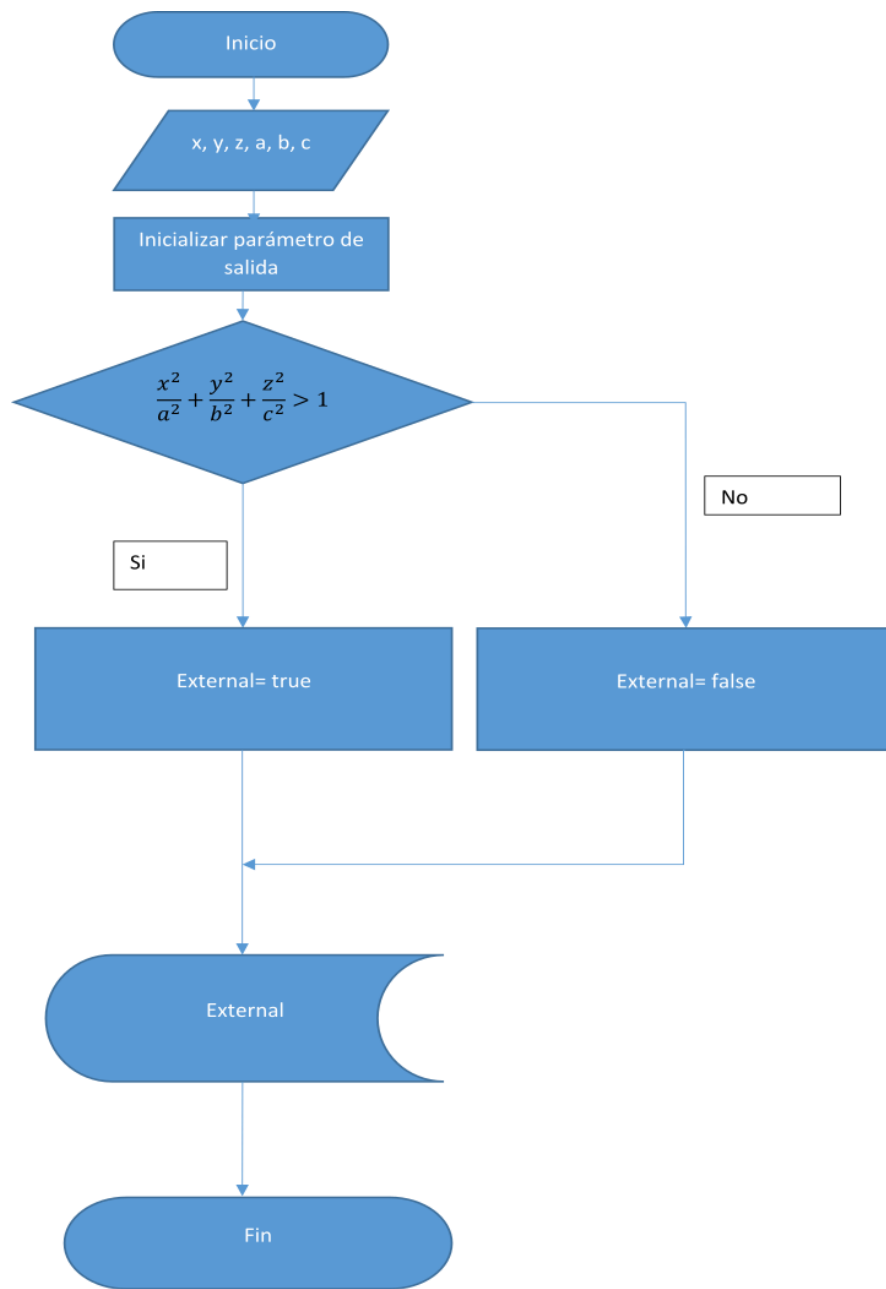 Inicio
x, y, z, a, b, c
Inicializar parámetro de
salida
x²/a² + y²/b² + z²/c² > 1
No
Si
External= true
External= false
External
Fin